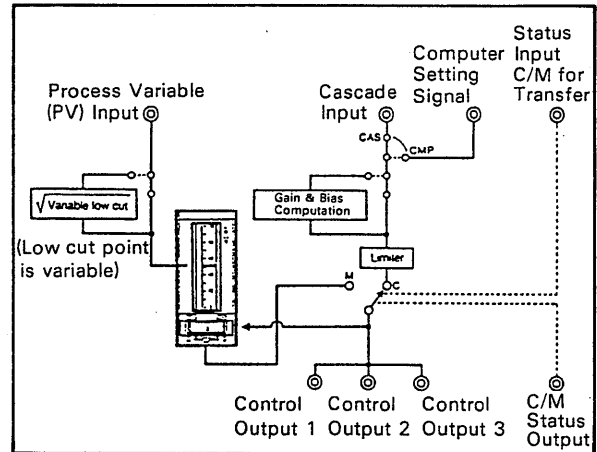 Status
Input
C/M for
Transfer
Computer
Setting
Signal
Process Variable
(PV) Input
Cascade
Input
CAS
CMP
√Variable low cut
(Low cut point
is variable)
Gain & Bias
Computation
Limiter
M
C
Control
Output 1
Control
Output 2
Control
Output 3
C/M
Status
Output